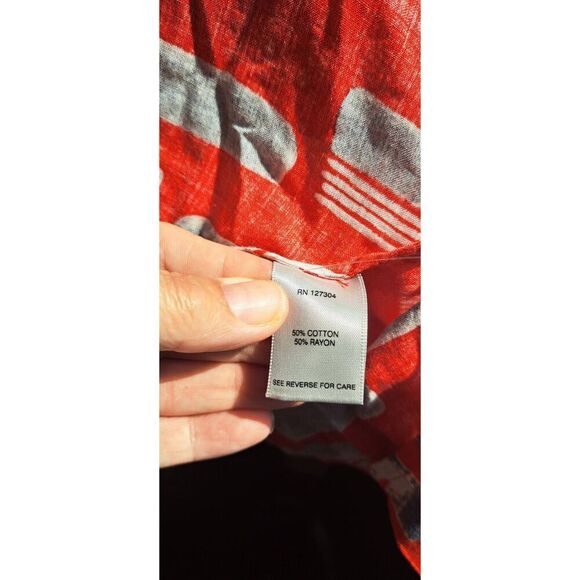 RN 127304
50% COTTON
50% RAYON
SEE REVERSE FOR CARE